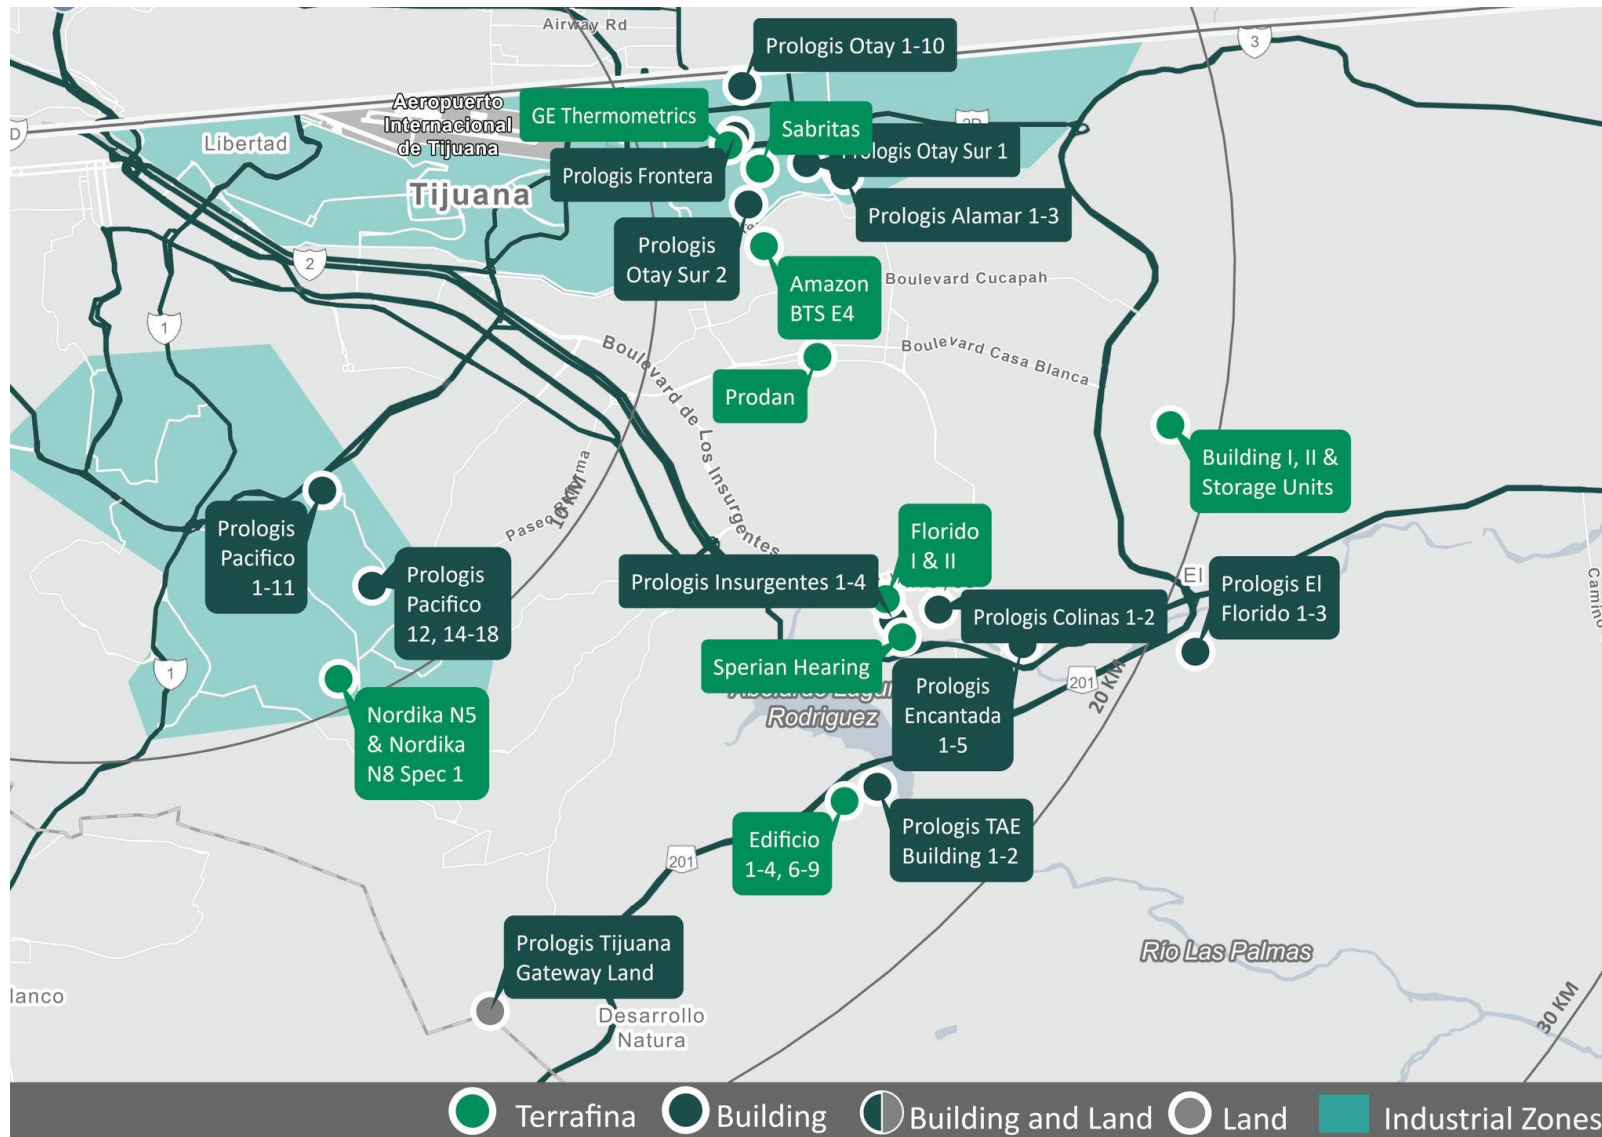 Airway Rd
Prologis Otay 1-10
3
Aeropuerto
Internacional
de Tijuana
GE Thermometrics
Sabritas
D
Libertad
Prologis Otay Sur 1
Prologis Frontera
Tijuana
Prologis Alamar 1-3
Prologis
Otay Sur 2
2
Amazon
BTS E4
Boulevard Cucapah
1
Boulevard de Los Insurgentes
Boulevard Casa Blanca
Prodan
Building I, II &
Storage Units
10 KM
Prologis
Pacifico
1-11
Florido
I & II
Prologis
Pacifico
12, 14-18
Prologis Insurgentes 1-4
El
Prologis El
Florido 1-3
Camino
Prologis Colinas 1-2
Sperian Hearing
1
201
20 KM
Rodriguez
Prologis
Encantada
1-5
Nordika N5
& Nordika
N8 Spec 1
Edificio
1-4, 6-9
Prologis TAE
Building 1-2
201
Prologis Tijuana
Gateway Land
Río Las Palmas
lanco
Desarrollo
Natura
30 KM
Terrafina
Building
Building and Land
Land
Industrial Zones